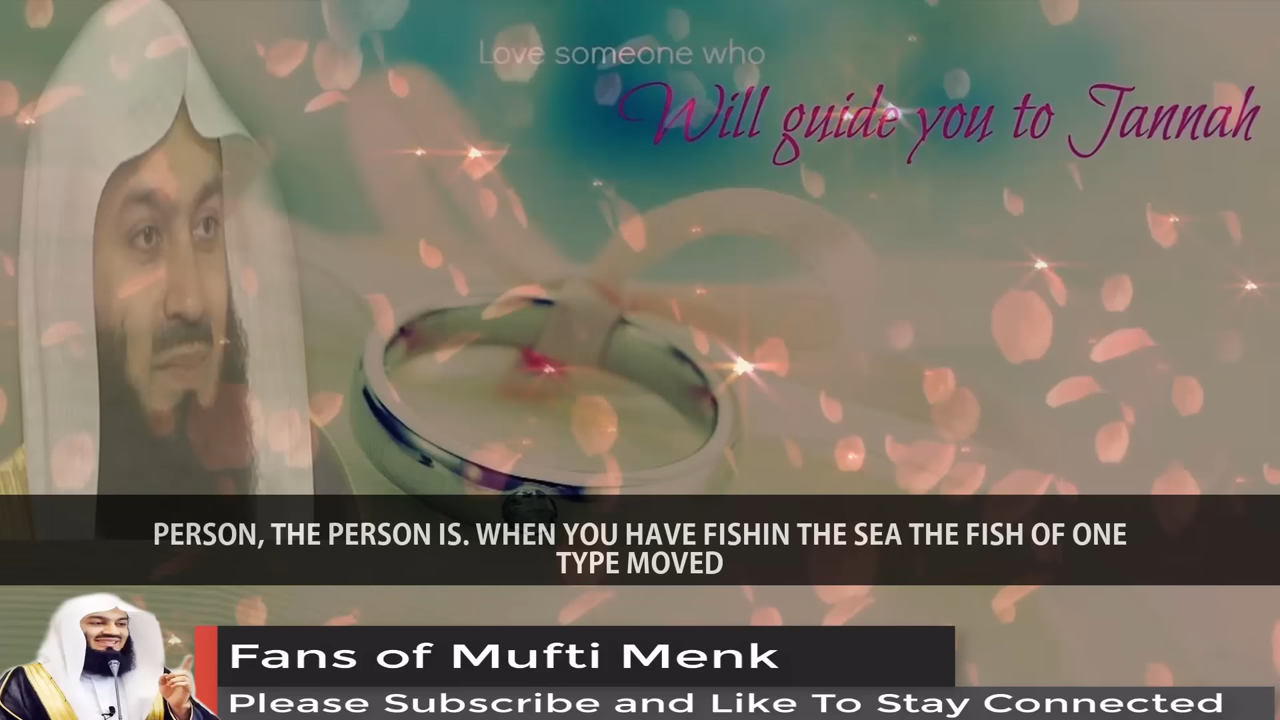 Love someone who
Will guide you to Jannah
PERSON, THE PERSON IS. WHEN YOU HAVE FISHIN THE SEA THE FISH OF ONE
TYPE MOVED
Fans of Mufti Menk
Please Subscribe and Like To Stay Connected